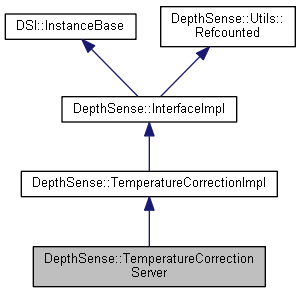 DSI::InstanceBase
DepthSense::Utils::
Refcounted
DepthSense::InterfaceImpl
DepthSense::TemperatureCorrectionImpl
DepthSense::TemperatureCorrection
Server